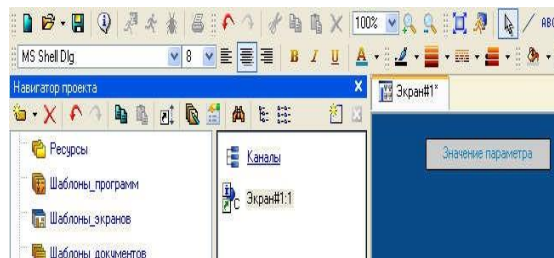 100%
ABC
MS Shell Dlg 8 B I U A
Навигатор проекта X
Экран#1*
Ресурсы
Каналы
Значение параметра
Шаблоны_программ
Экран#1:1
Шаблоны_экранов
Шаблоны_документов